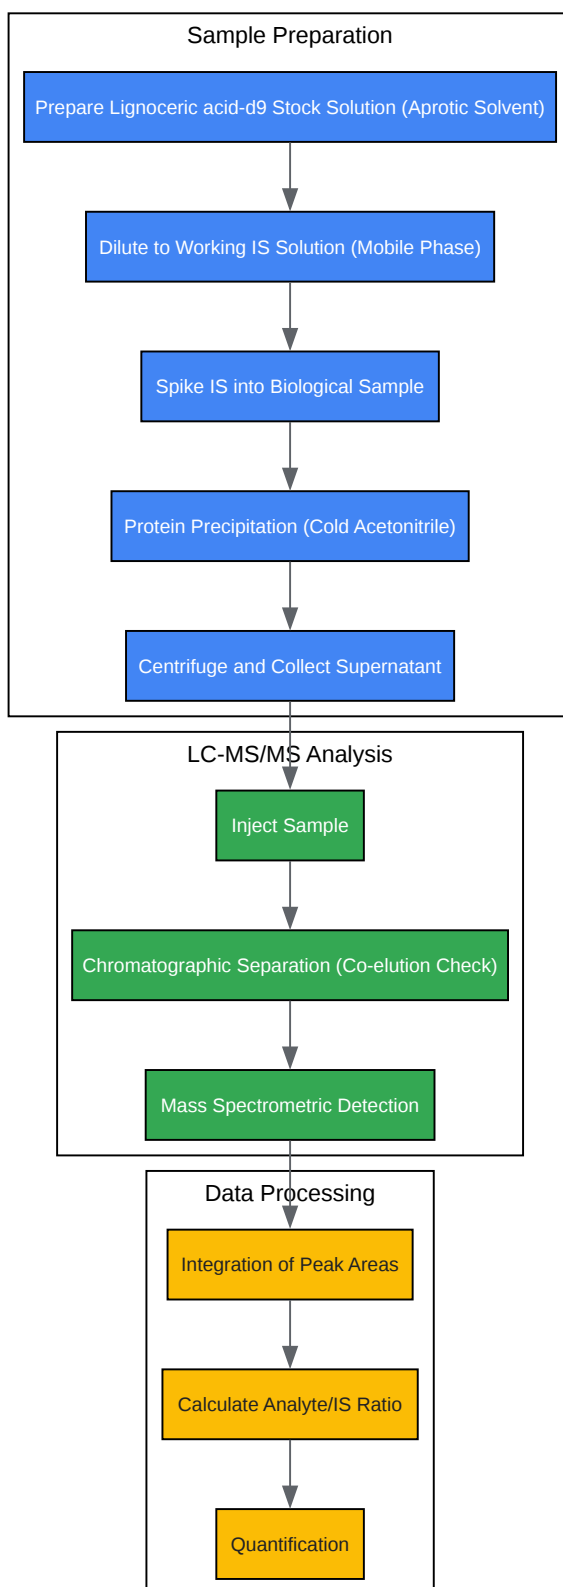 Sample Preparation
Prepare Lignoceric acid-d9 Stock Solution (Aprotic Solvent)
Dilute to Working IS Solution (Mobile Phase)
Spike IS into Biological Sample
Protein Precipitation (Cold Acetonitrile)
Centrifuge and Collect Supernatant
LC-MS/MS Analysis
Inject Sample
Chromatographic Separation (Co-elution Check)
Mass Spectrometric Detection
Data Processing
Integration of Peak Areas
Calculate Analyte/IS Ratio
Quantification